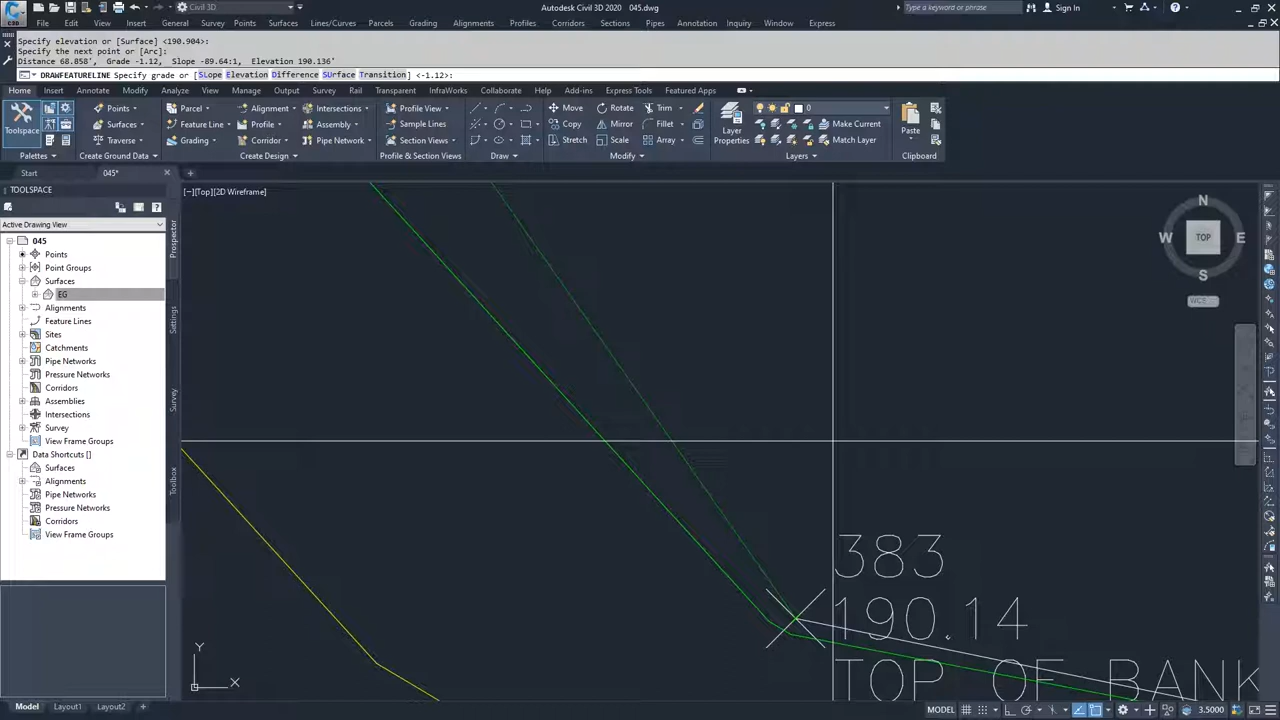 C3D
Civil 3D
Autodesk Civil 3D 2020 045.dwg
Type a keyword or phrase
Sign In
File Edit View Insert General Survey Points Surfaces Lines/Curves Parcels Grading Alignments Profiles Corridors Sections Pipes Annotation Inquiry Window Express
Specify elevation or [Surface] <190.904>:
Specify the next point or [Arc]:
Distance 68.858', Grade -1.12, Slope -89.64:1, Elevation 190.136'
DRAWFEATURELINE Specify grade or [SLope Elevation Difference SUrface Transition] <-1.12>:
Home Insert Annotate Modify Analyze View Manage Output Survey Rail Transparent InfraWorks Collaborate Help Add-ins Express Tools Featured Apps
Toolspace
Points
Surfaces
Traverse
Parcel
Feature Line
Grading
Alignment
Profile
Corridor
Intersections
Assembly
Pipe Network
Profile View
Sample Lines
Section Views
Move
Copy
Stretch
Rotate
Mirror
Scale
Trim
Fillet
Array
Layer Properties
0
Make Current
Match Layer
Paste
Palettes Create Ground Data Create Design Profile & Section Views Draw Modify Layers Clipboard
Start 045*
TOOLSPACE
Active Drawing View
045
Points
Point Groups
Surfaces
EG
Alignments
Feature Lines
Sites
Catchments
Pipe Networks
Pressure Networks
Corridors
Assemblies
Intersections
Survey
View Frame Groups
Data Shortcuts []
Surfaces
Alignments
Pipe Networks
Pressure Networks
Corridors
View Frame Groups
Prospector
Settings
Survey
Toolbox
[−][Top][2D Wireframe]
N
W TOP E
S
WCS
383
190.14
TOP OF BANK
Y
X
Model Layout1 Layout2 +
MODEL
3.5000